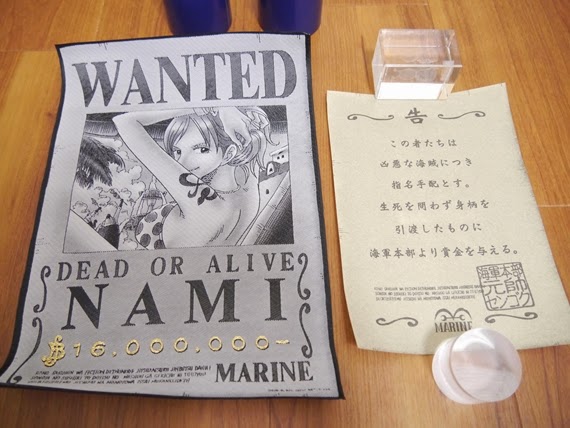 WANTED
DEAD OR ALIVE
NAMI
฿16,000,000-
MARINE
告
この者たちは
凶悪な海賊につき
指名手配とす。
生死を問わず身柄を
引渡したものに
海軍本部より賞金を与える。
海軍本部
元帥
センゴク
MARINE